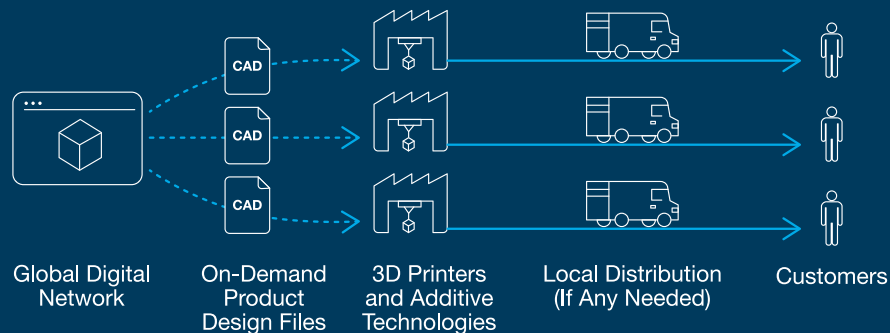 CAD
CAD
CAD
Global Digital
Network
On-Demand
Product
Design Files
3D Printers
and Additive
Technologies
Local Distribution
(If Any Needed)
Customers